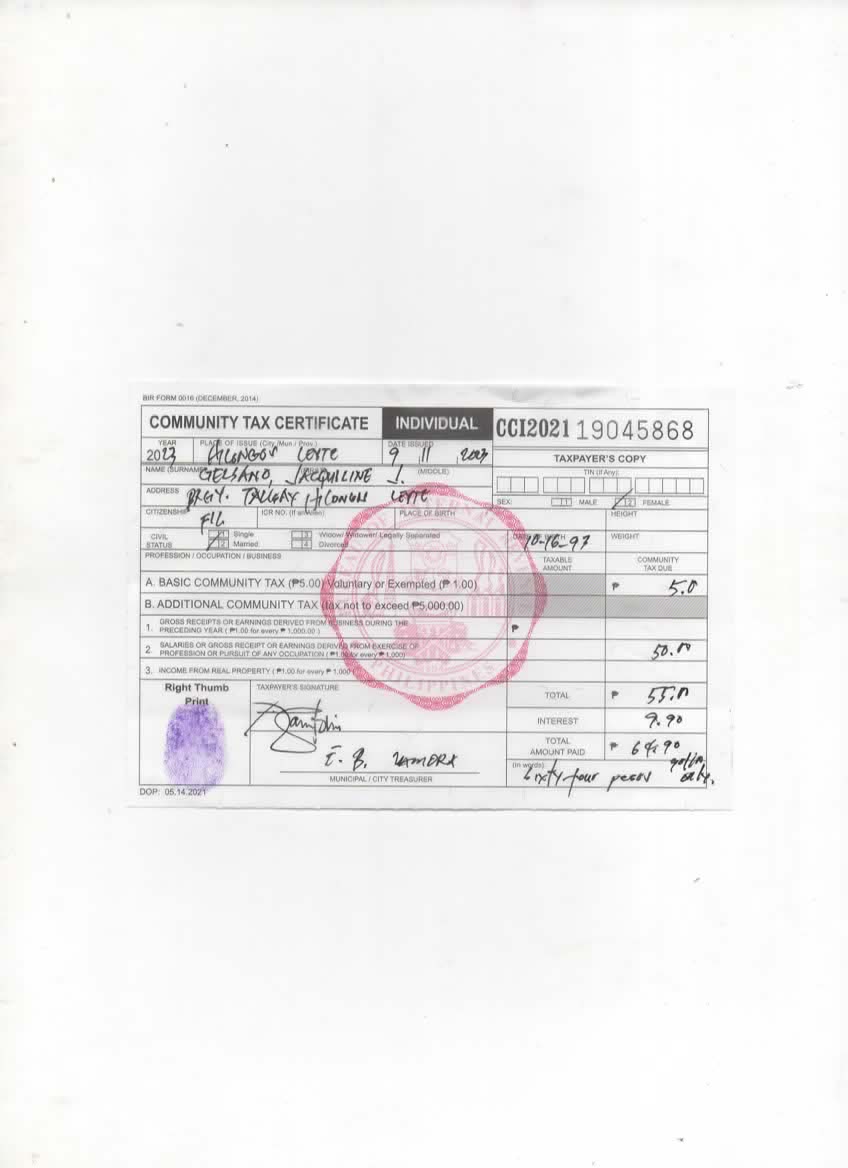 BIR FORM 0016 (DECEMBER, 2014)
COMMUNITY TAX CERTIFICATE INDIVIDUAL CCI2021 19045868
YEAR PLACE OF ISSUE (City /Mun./ Prov.) DATE ISSUED TAXPAYER'S COPY
2023 HILONGOS LEYTE 9 11 2023
NAME (SURNAME) (FIRST) (MIDDLE) TIN (If Any):
JACQUILINE J.
ADDRESS BRGY. LEYTE SEX: 1 MALE 2 FEMALE
CITIZENSHIP FIL ICR NO. (If an Alien) PLACE OF BIRTH HEIGHT
CIVIL STATUS 1 Single 3 Widow/ Widower/ Legally Separated 10-16-97 WEIGHT
2 Married 4 Divorced
PROFESSION / OCCUPATION / BUSINESS TAXABLE AMOUNT COMMUNITY TAX DUE
A. BASIC COMMUNITY TAX (₱5.00) Voluntary or Exempted (₱ 1.00) ₱ 5.0
B. ADDITIONAL COMMUNITY TAX (tax not to exceed ₱5,000.00)
1. GROSS RECEIPTS OR EARNINGS DERIVED FROM BUSINESS DURING THE PRECEDING YEAR ( ₱1.00 for every ₱ 1,000.00 ) ₱
2. SALARIES OR GROSS RECEIPT OR EARNINGS DERIVED FROM EXERCISE OF PROFESSION OR PURSUIT OF ANY OCCUPATION ( ₱1.00 for every ₱ 1,000) 50.00
3. INCOME FROM REAL PROPERTY ( ₱1.00 for every ₱ 1,000 )
PHILIPPINES
Right Thumb Print TAXPAYER'S SIGNATURE TOTAL ₱ 55.00
INTEREST 9.90
TOTAL AMOUNT PAID ₱ 64.90
E. B. ZAMORA
MUNICIPAL / CITY TREASURER
(in words) Sixty four pesos 90/100 only.
DOP: 05.14.2021